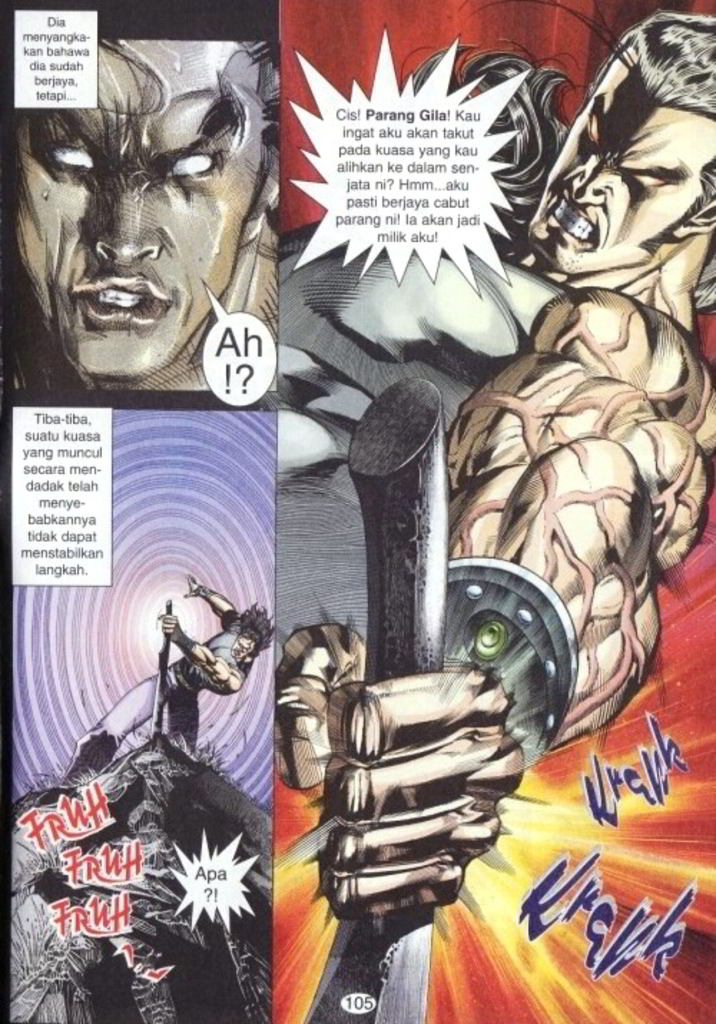 Dia
menyangka-
kan bahawa
dia sudah
berjaya,
tetapi...
Ah
!?
Tiba-tiba,
suatu kuasa
yang muncul
secara men-
dadak telah
menye-
babkannya
tidak dapat
menstabilkan
langkah.
FRUH
FRUH
FRUH
Apa
?!
Cis! Parang Gila! Kau
ingat aku akan takut
pada kuasa yang kau
alihkan ke dalam sen-
jata ni? Hmm...aku
pasti berjaya cabut
parang ni! Ia akan jadi
milik aku!
Kreak
Kreak
105